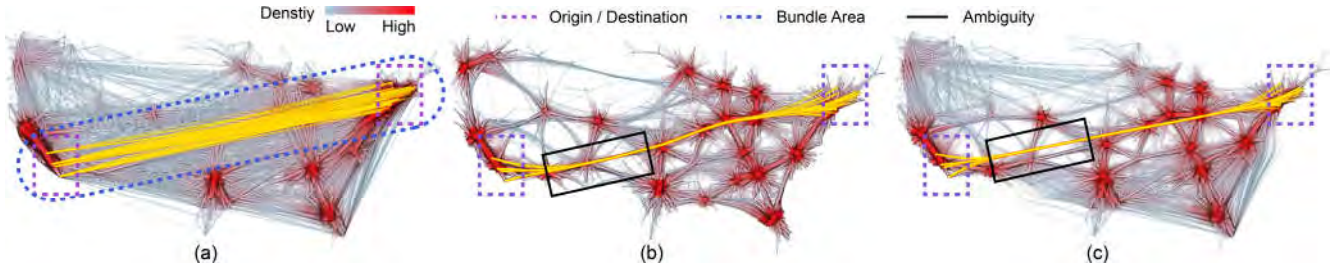 Denstiy
Low High
Origin / Destination
Bundle Area
Ambiguity
(a)
(b)
(c)